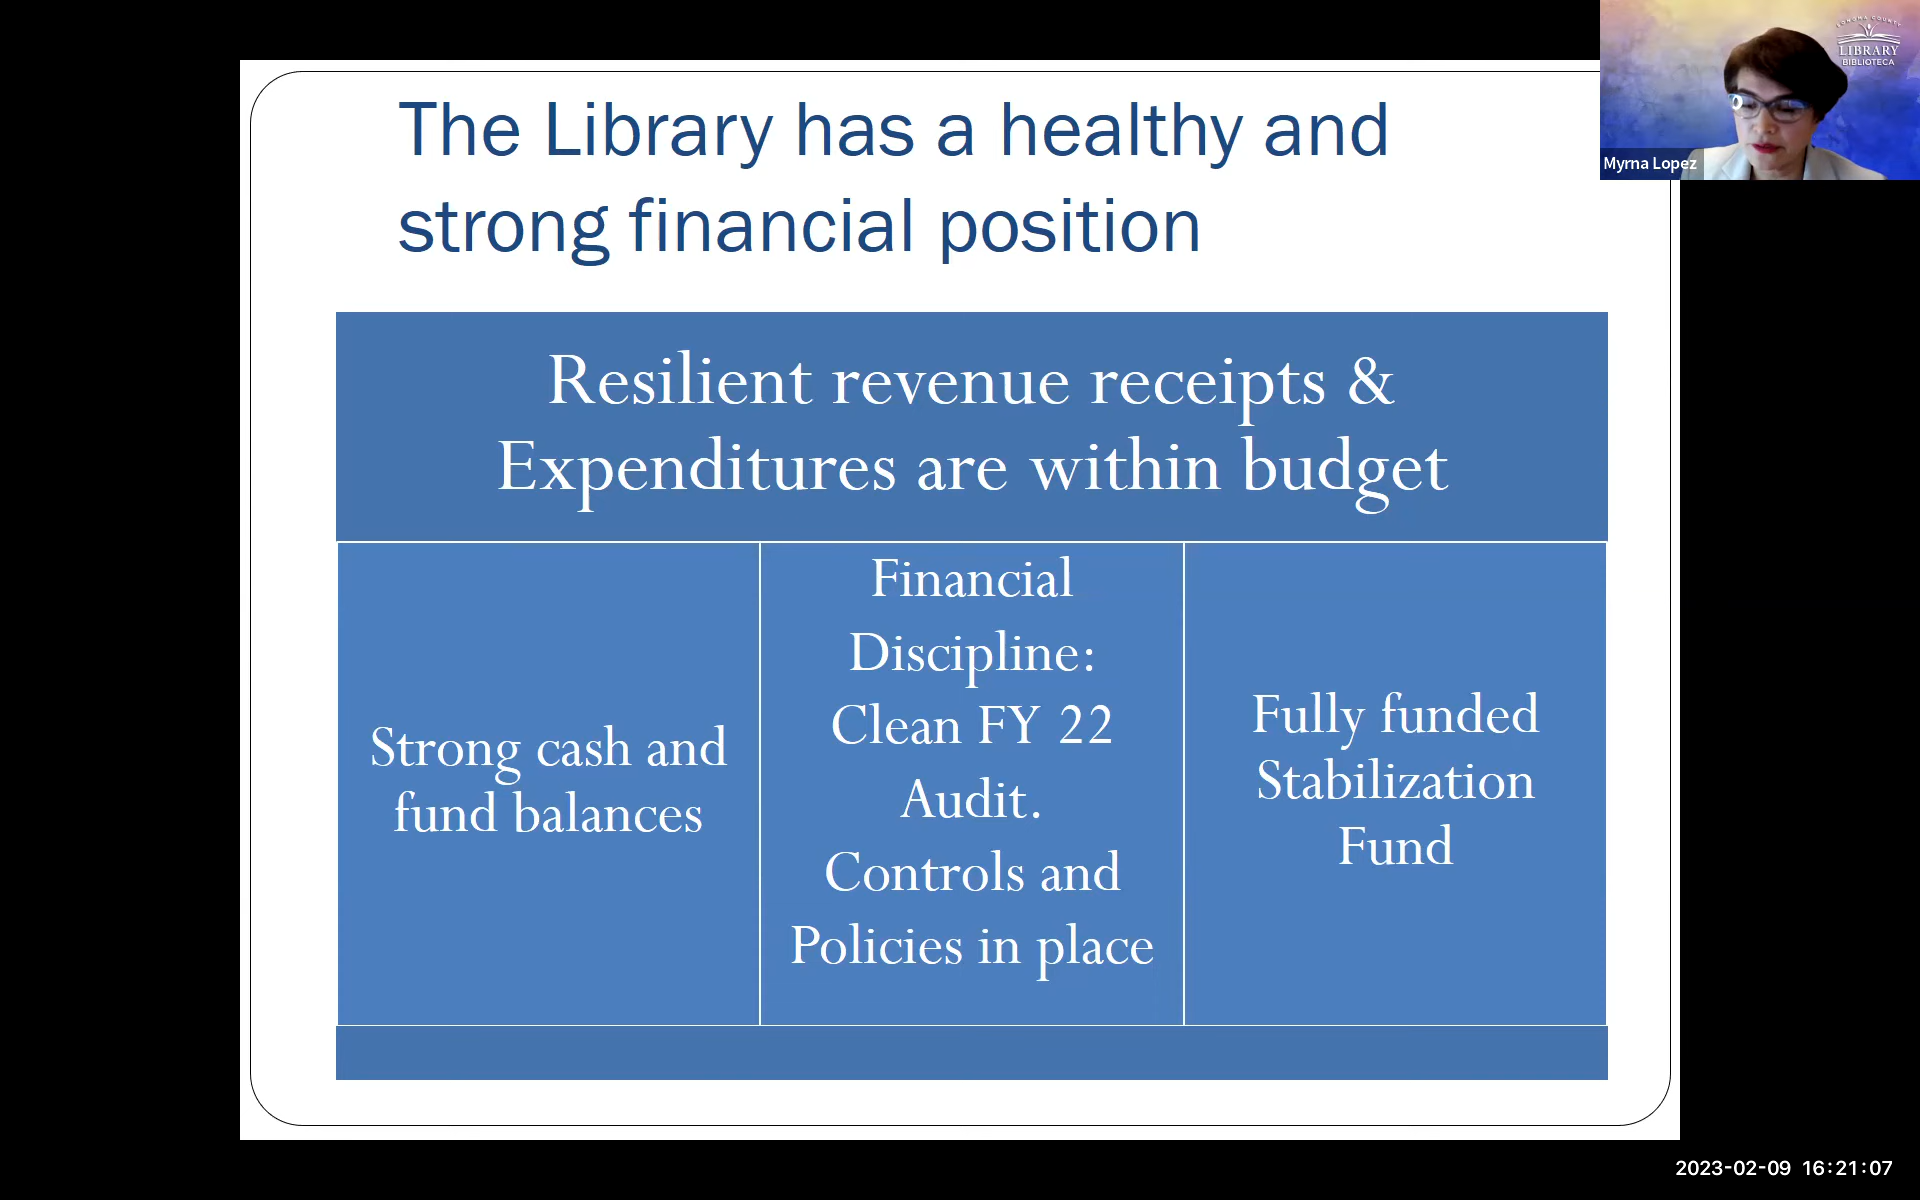 The Library has a healthy and
strong financial position
Resilient revenue receipts &
Expenditures are within budget
Strong cash and
fund balances
Financial
Discipline:
Clean FY 22
Audit.
Controls and
Policies in place
Fully funded
Stabilization
Fund
SONOMA COUNTY
LIBRARY
BIBLIOTECA
Myrna Lopez
2023-02-09 16:21:07